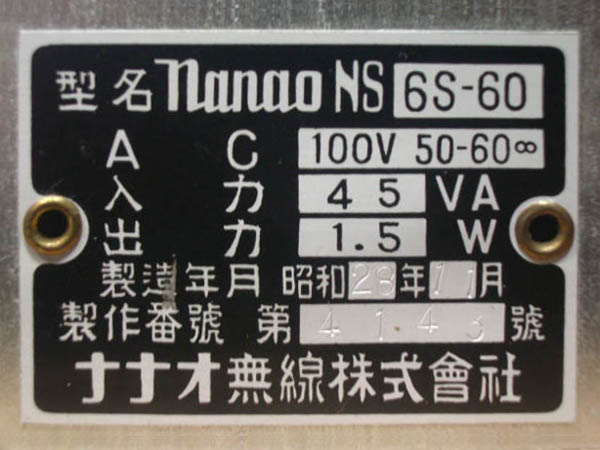 型名 nanao NS 6S-60
A C 100V 50-60∞
入力 45 VA
出力 1.5 W
製造年月 昭和28年11月
製作番號 第4143號
ナナオ無線株式會社